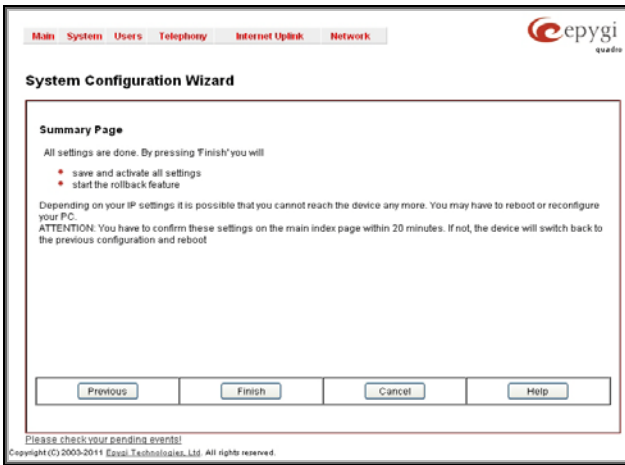 Main System Users Telephony Internet Uplink Network
epygi
quadro
System Configuration Wizard
Summary Page
All settings are done. By pressing 'Finish' you will
save and activate all settings
start the rollback feature
Depending on your IP settings it is possible that you cannot reach the device any more. You may have to reboot or reconfigure
your PC.
ATTENTION: You have to confirm these settings on the main index page within 20 minutes. If not, the device will switch back to
the previous configuration and reboot
Previous Finish Cancel Help
Please check your pending events!
Copyright (C) 2003-2011 Epygi Technologies, Ltd. All rights reserved.